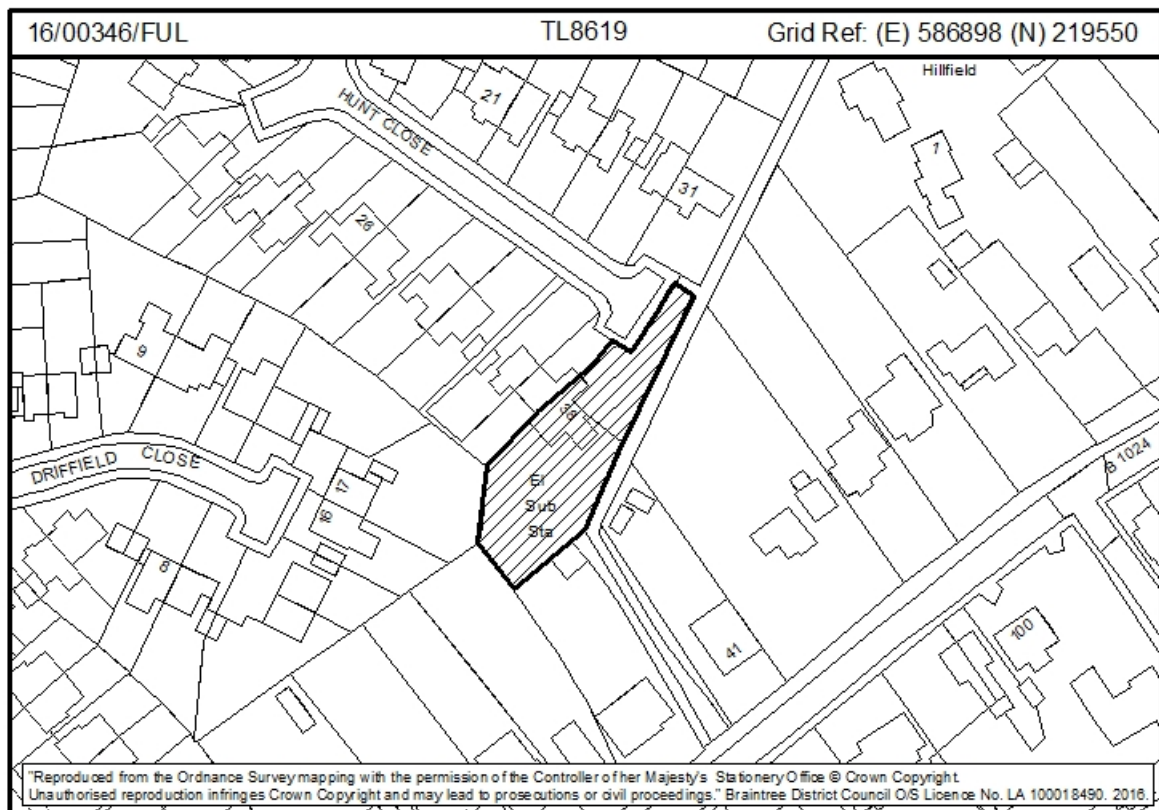 16/00346/FUL TL8619 Grid Ref: (E) 586898 (N) 219550
Hillfield
HUNT CLOSE
21
1
31
26
9
38
DRIFFIELD CLOSE
17
16
El
Sub
Sta
B 1024
8
41
100
"Reproduced from the Ordnance Survey mapping with the permission of the Controller of her Majesty's Stationery Office © Crown Copyright.
Unauthorised reproduction infringes Crown Copyright and may lead to prosecutions or civil proceedings." Braintree District Council O/S Licence No. LA 100018490. 2016.